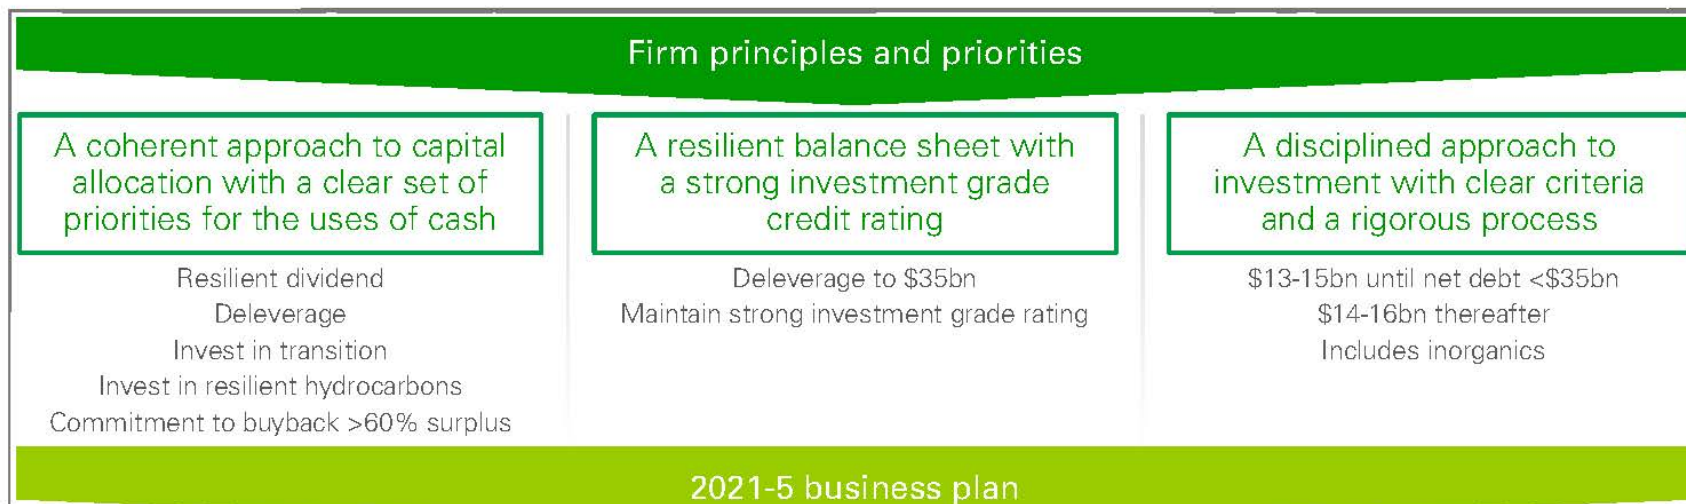 Firm principles and priorities
A coherent approach to capital
allocation with a clear set of
priorities for the uses of cash
Resilient dividend
Deleverage
Invest in transition
Invest in resilient hydrocarbons
Commitment to buyback >60% surplus
A resilient balance sheet with
a strong investment grade
credit rating
Deleverage to $35bn
Maintain strong investment grade rating
A disciplined approach to
investment with clear criteria
and a rigorous process
$13-15bn until net debt <$35bn
$14-16bn thereafter
Includes inorganics
2021-5 business plan